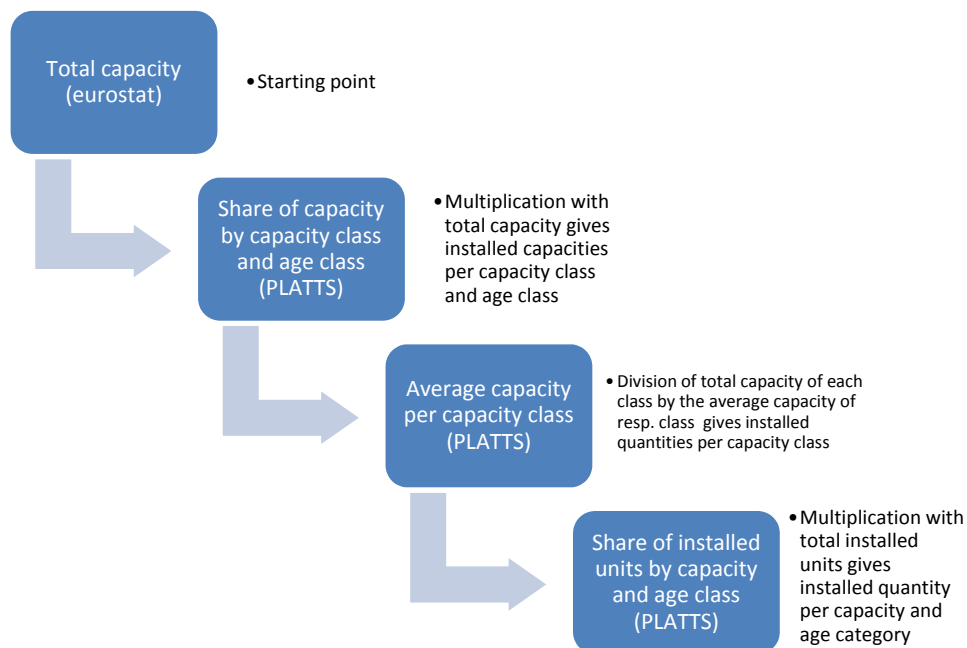 Total capacity
(eurostat)
•Starting point
Share of capacity
by capacity class
and age class
(PLATTS)
•Multiplication with
total capacity gives
installed capacities
per capacity class
and age class
Average capacity
per capacity class
(PLATTS)
•Division of total capacity of each
class by the average capacity of
resp. class gives installed
quantities per capacity class
Share of installed
units by capacity
and age class
(PLATTS)
•Multiplication with
total installed
units gives
installed quantity
per capacity and
age category